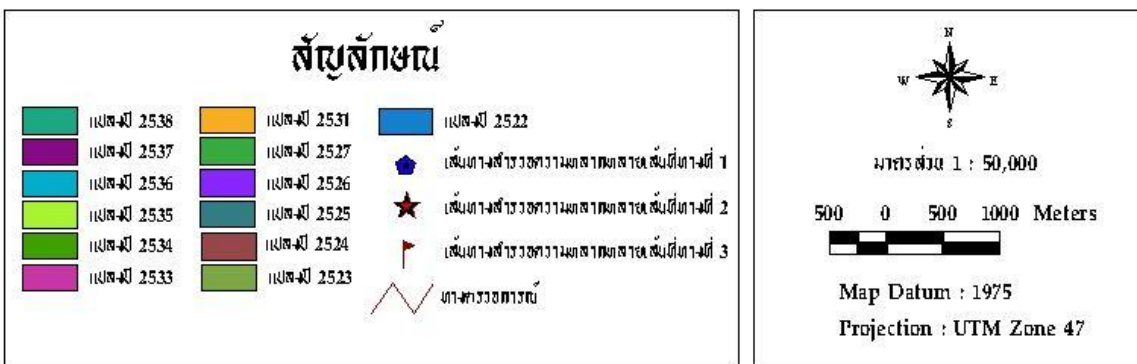 สัญลักษณ์
แปลงปี 2538
แปลงปี 2537
แปลงปี 2536
แปลงปี 2535
แปลงปี 2534
แปลงปี 2533
แปลงปี 2531
แปลงปี 2527
แปลงปี 2526
แปลงปี 2525
แปลงปี 2524
แปลงปี 2523
แปลงปี 2522
เส้นทางสำรวจความหลากหลายเส้นที่ทางที่ 1
เส้นทางสำรวจความหลากหลายเส้นที่ทางที่ 2
เส้นทางสำรวจความหลากหลายเส้นที่ทางที่ 3
ทางตรวจการณ์
N
W E
S
มาตรส่วน 1 : 50,000
500 0 500 1000 Meters
Map Datum : 1975
Projection : UTM Zone 47